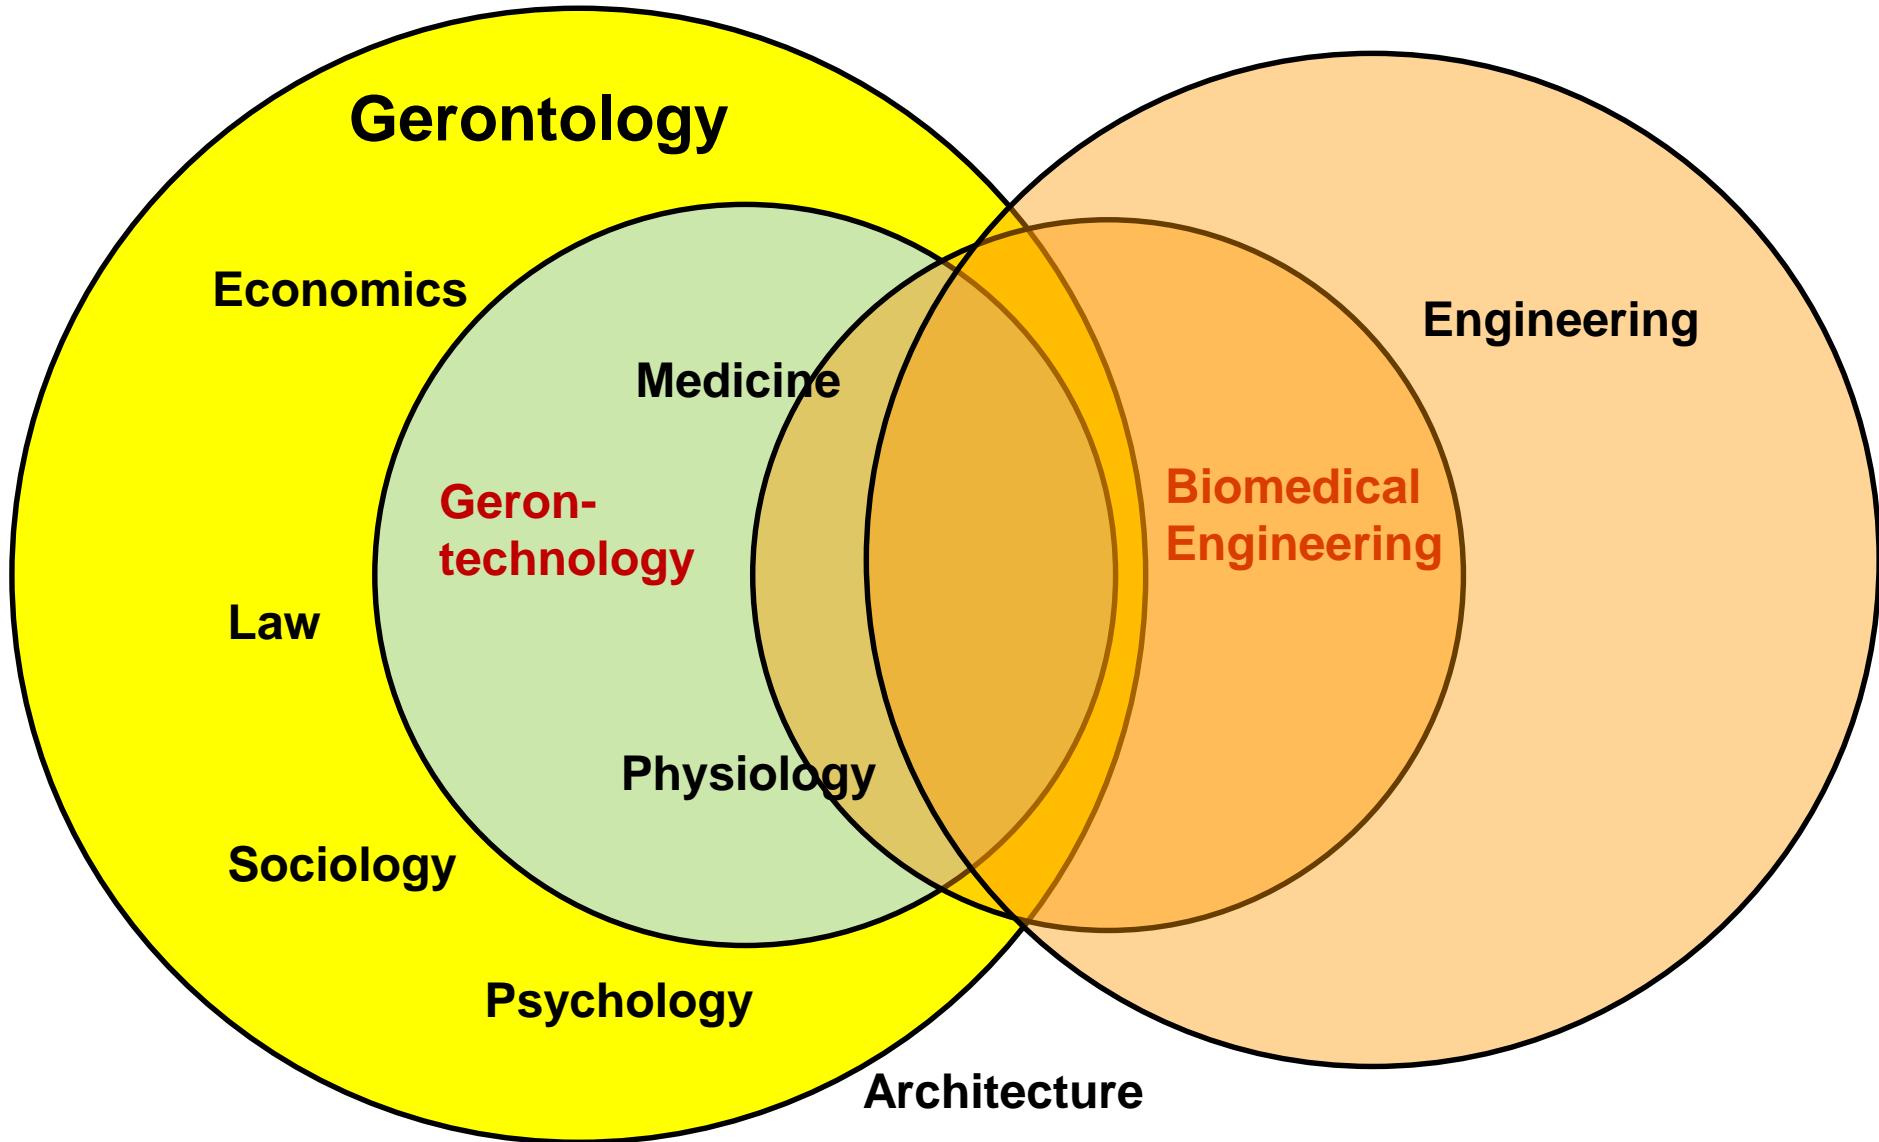 Gerontology
Economics
Engineering
Medicine
Geron-
technology
Biomedical
Engineering
Law
Physiology
Sociology
Psychology
Architecture